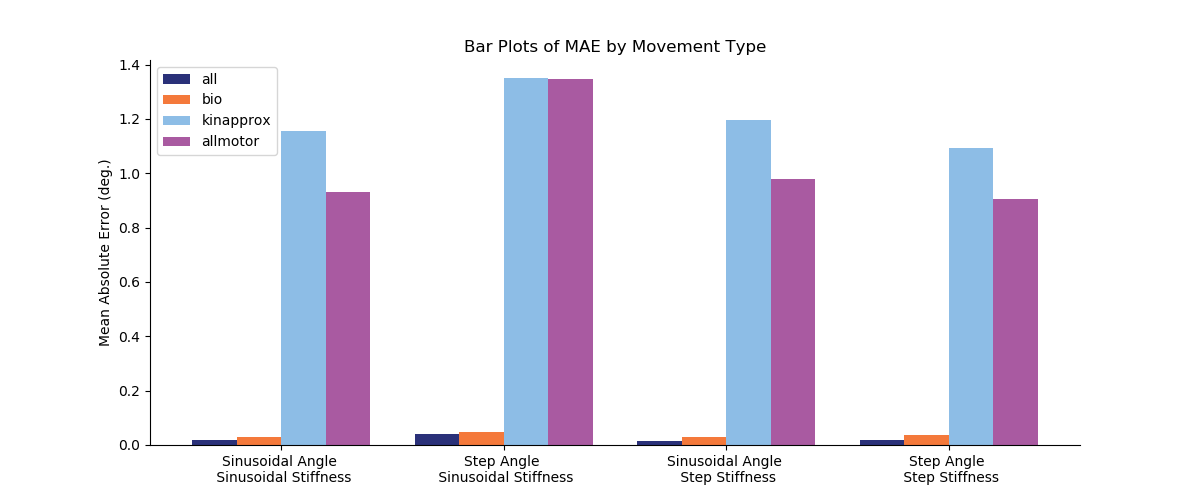 Bar Plots of MAE by Movement Type
all
bio
kinapprox
allmotor
Mean Absolute Error (deg.)
1.4
1.2
1.0
0.8
0.6
0.4
0.2
0.0
Sinusoidal Angle
Sinusoidal Stiffness
Step Angle
Sinusoidal Stiffness
Sinusoidal Angle
Step Stiffness
Step Angle
Step Stiffness